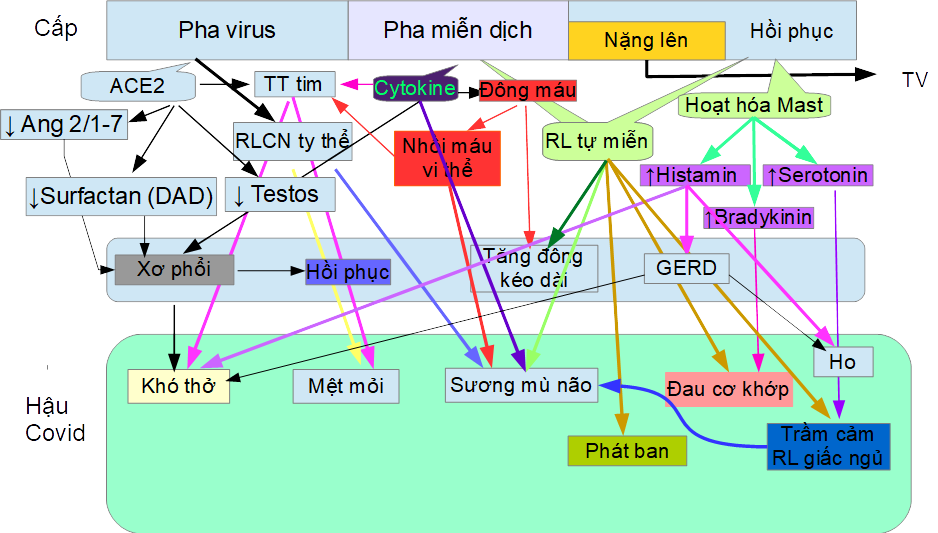 Cấp
Pha virus
Pha miễn dịch
Nặng lên
Hồi phục
TV
ACE2
TT tim
Cytokine
Đông máu
Hoạt hóa Mast
↓ Ang 2/1-7
RLCN ty thể
Nhồi máu
vi thể
RL tự miễn
↓Surfactan (DAD)
↓ Testos
↑Histamin
↑Serotonin
↑Bradykinin
Xơ phổi
Hồi phục
Tăng đông
kéo dài
GERD
Khó thở
Mệt mỏi
Sương mù não
Đau cơ khớp
Ho
Hậu
Covid
Phát ban
Trầm cảm
RL giấc ngủ